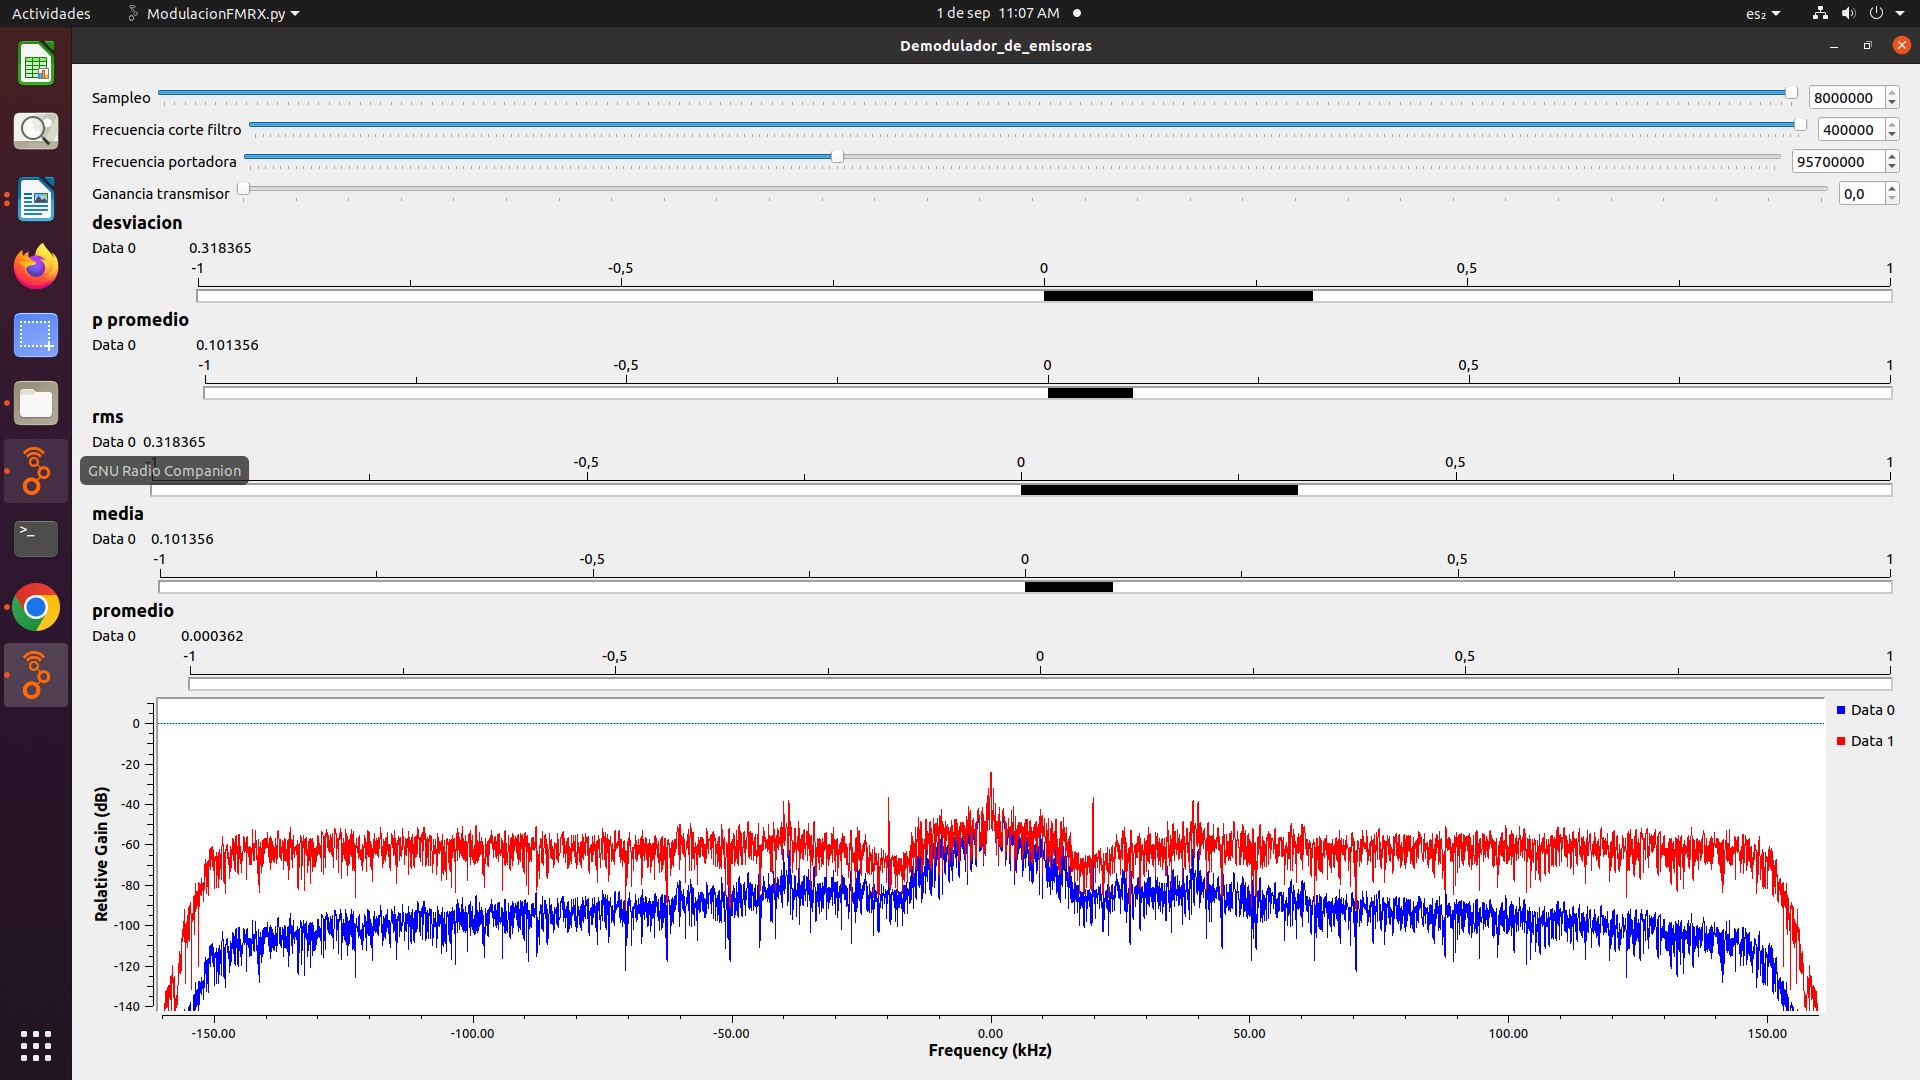 Actividades ModulacionFMRX.py 1 de sep 11:07 AM es₂
Demodulador_de_emisoras
Sampleo 8000000
Frecuencia corte filtro 400000
Frecuencia portadora 95700000
Ganancia transmisor 0,0
desviacion
Data 0 0.318365
-1 -0,5 0 0,5 1
p promedio
Data 0 0.101356
-1 -0,5 0 0,5 1
rms
Data 0 0.318365
GNU Radio Companion
-1 -0,5 0 0,5 1
media
Data 0 0.101356
-1 -0,5 0 0,5 1
promedio
Data 0 0.000362
-1 -0,5 0 0,5 1
Relative Gain (dB)
0
-20
-40
-60
-80
-100
-120
-140
Data 0
Data 1
-150.00 -100.00 -50.00 0.00 50.00 100.00 150.00
Frequency (kHz)